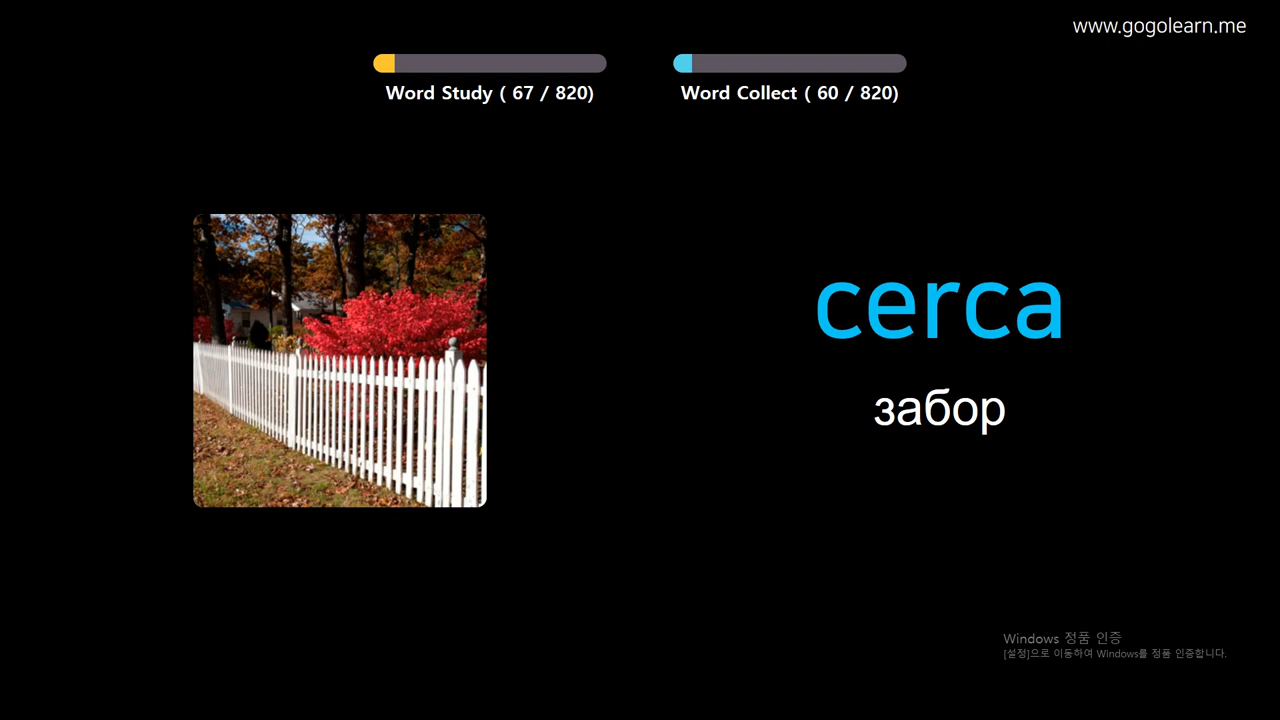 www.gogolearn.me
Word Study ( 67 / 820)
Word Collect ( 60 / 820)
cerca
забор
Windows 정품 인증
[설정]으로 이동하여 Windows를 정품 인증합니다.